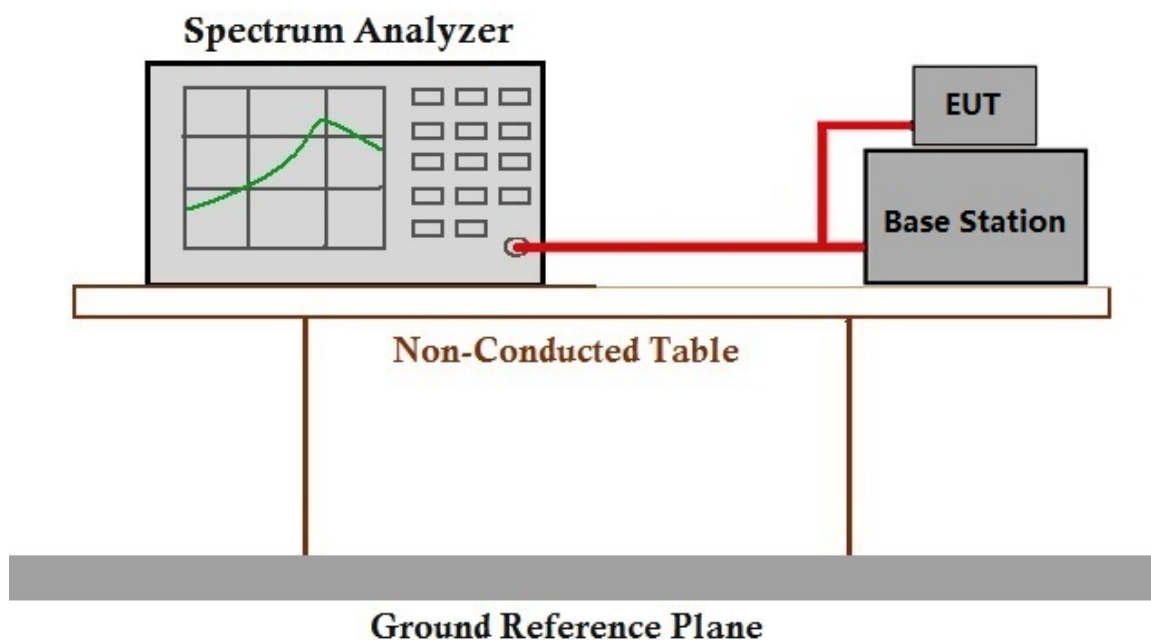 Spectrum Analyzer
EUT
Base Station
Non-Conducted Table
Ground Reference Plane